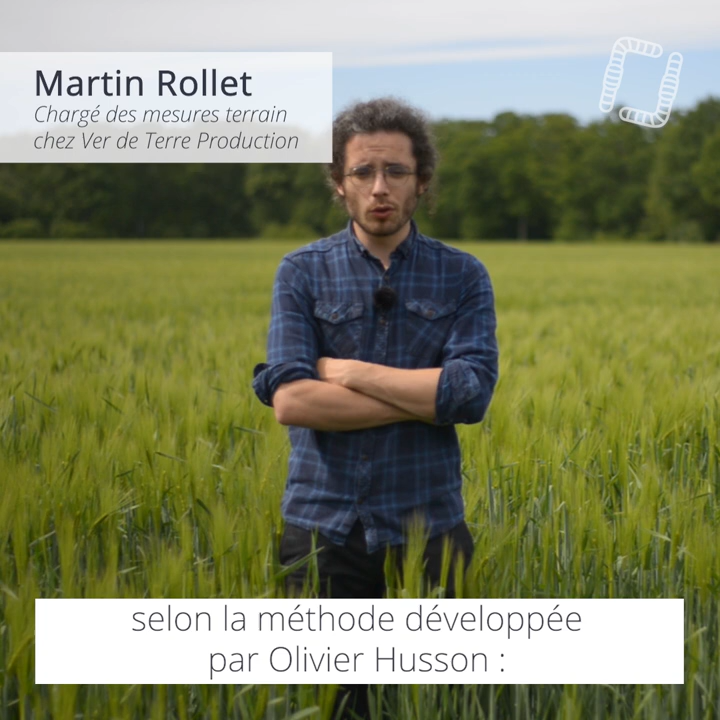 Martin Rollet
Chargé des mesures terrain
chez Ver de Terre Production
selon la méthode développée
par Olivier Husson :